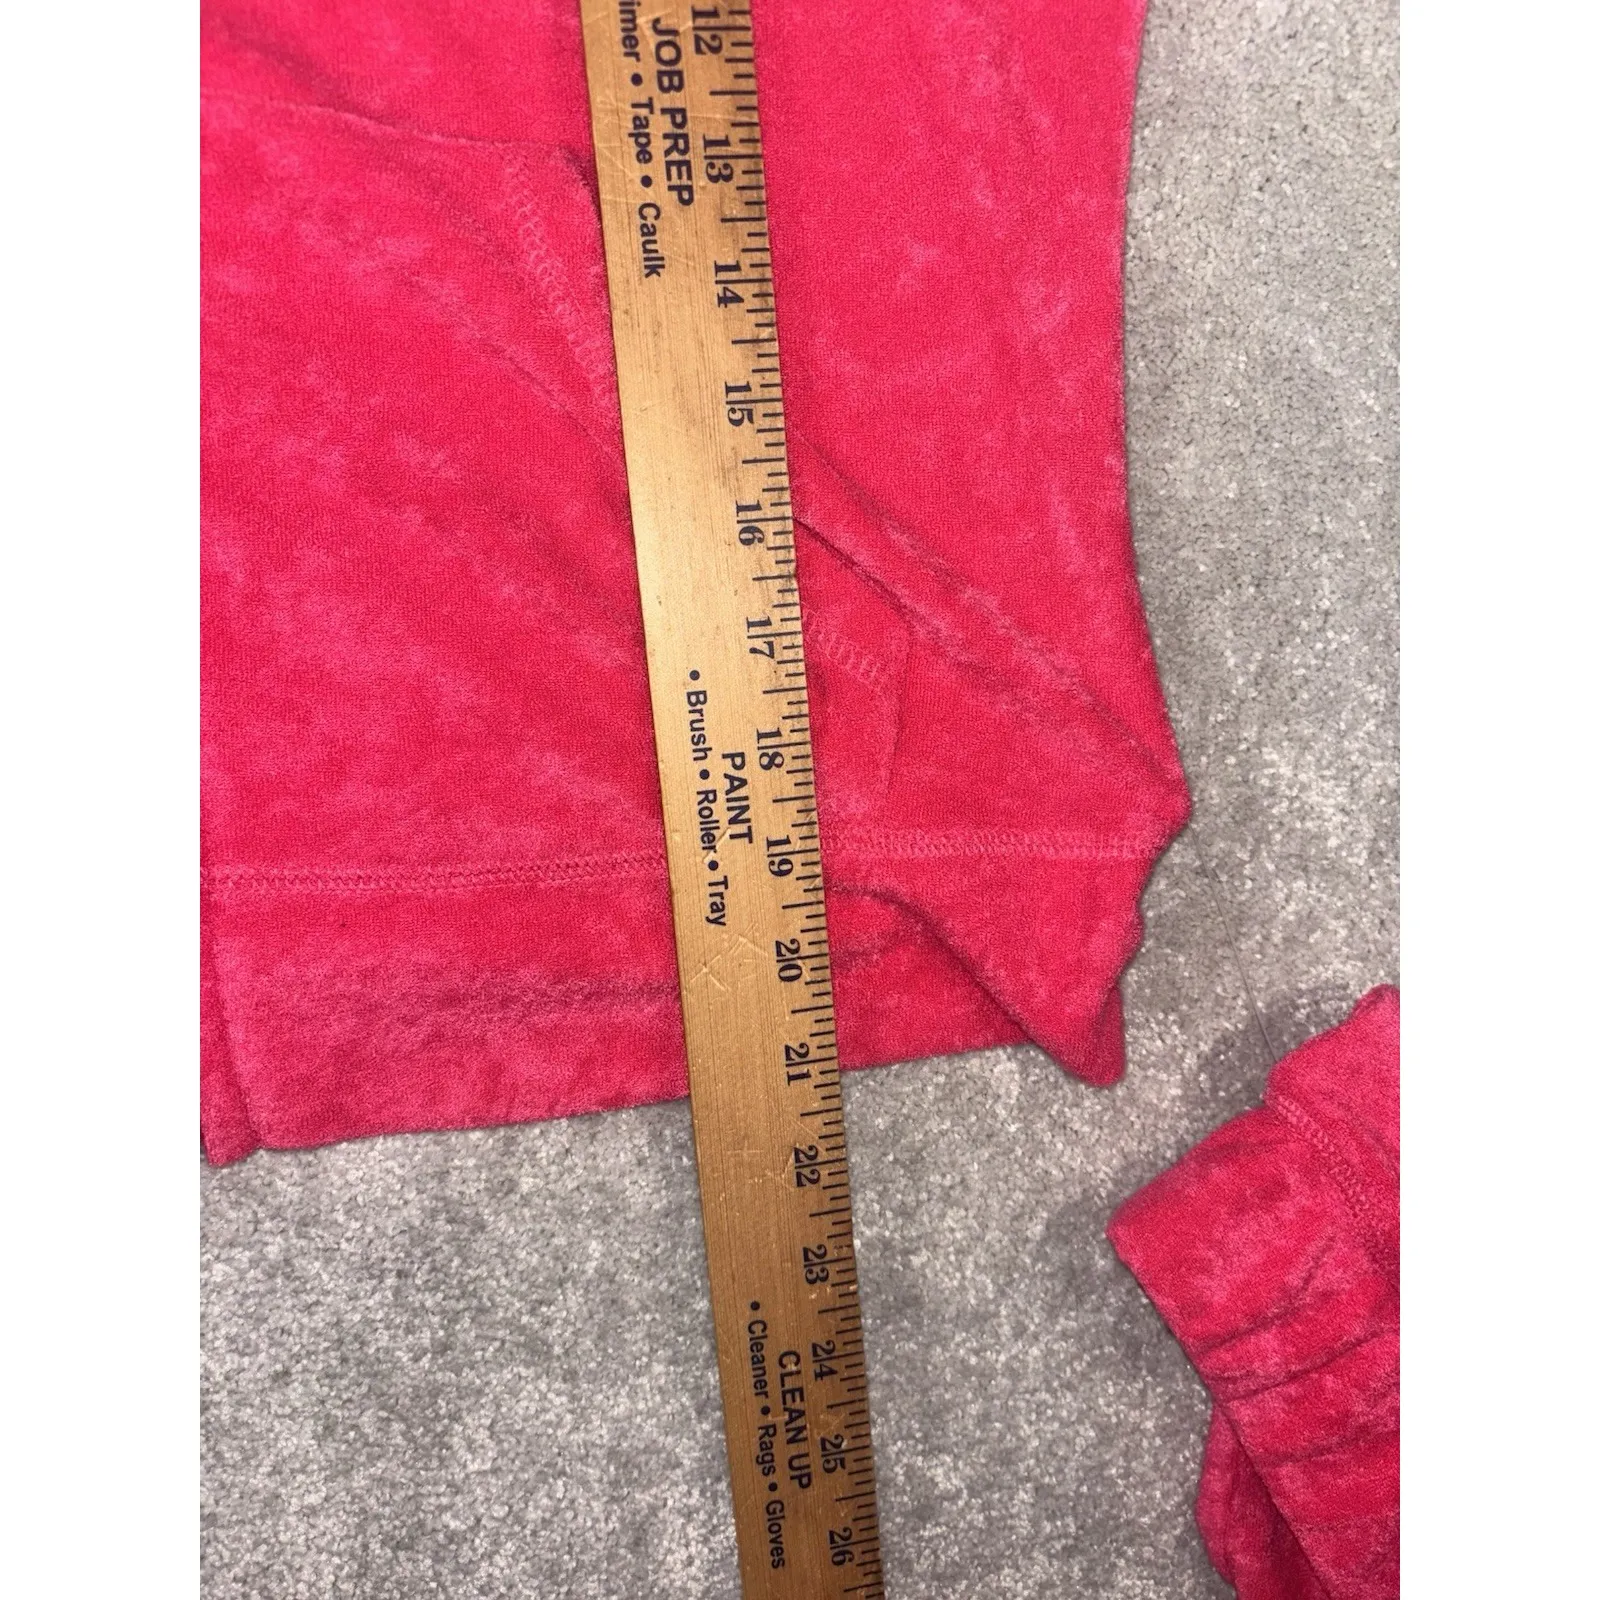 12 13 14 15 16 17 18 19 20 21 22 23 24 25 26
JOB PREP
• Tape • Caulk
PAINT
• Brush • Roller • Tray
CLEAN UP
• Cleaner • Rags • Gloves